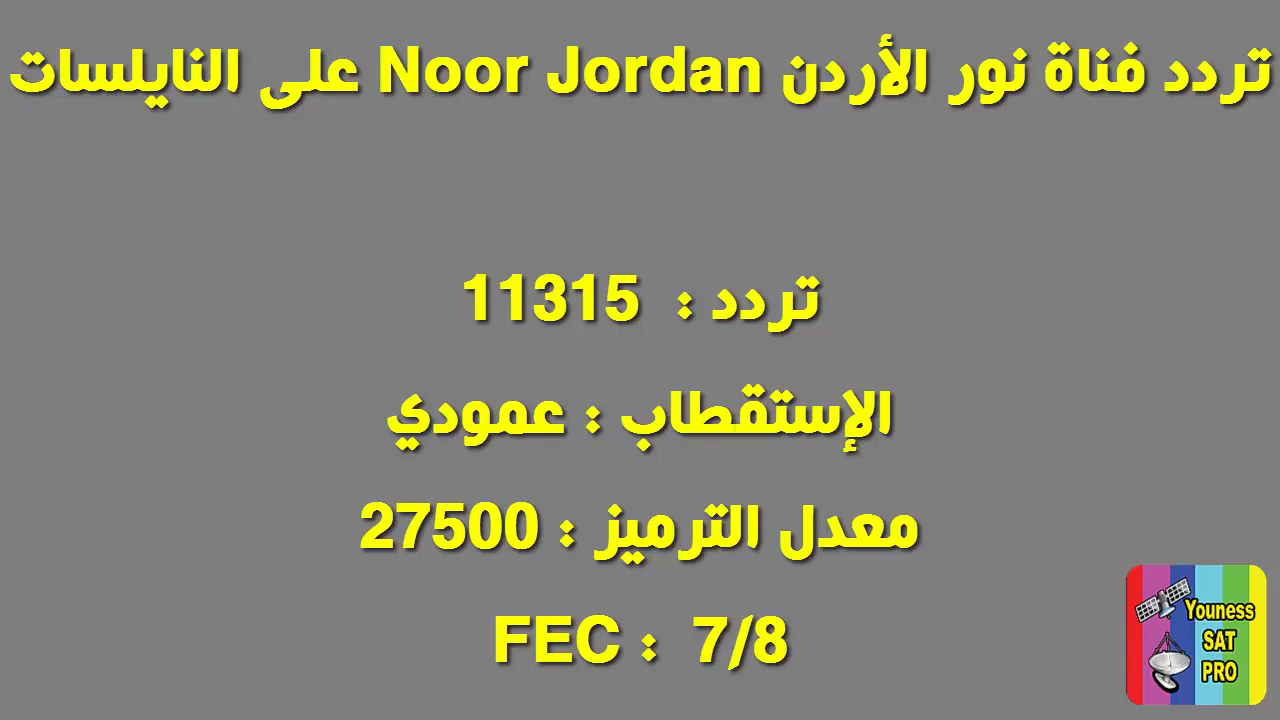 تردد قناة نور الأردن Noor Jordan على النايلسات
تردد : 11315
الإستقطاب : عمودي
معدل الترميز : 27500
FEC : 7/8
Youness
SAT
PRO